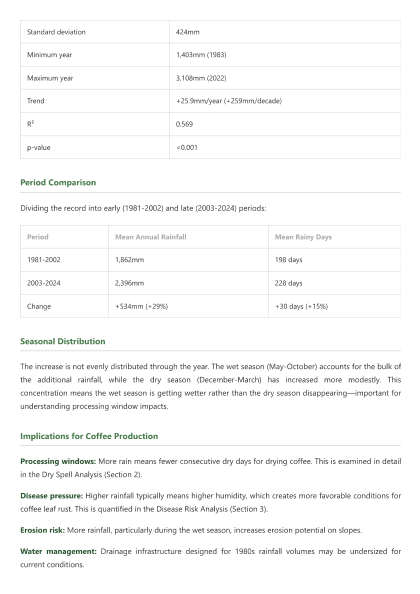 Standard deviation 424mm
Minimum year 1,403mm (1983)
Maximum year 3,108mm (2022)
Trend +25.9mm/year (+259mm/decade)
R² 0.569
p-value <0.001
Period Comparison
Dividing the record into early (1981-2002) and late (2003-2024) periods:
Period Mean Annual Rainfall Mean Rainy Days
1981-2002 1,862mm 198 days
2003-2024 2,396mm 228 days
Change +534mm (+29%) +30 days (+15%)
Seasonal Distribution
The increase is not evenly distributed through the year. The wet season (May-October) accounts for the bulk of
the additional rainfall, while the dry season (December-March) has increased more modestly. This
concentration means the wet season is getting wetter rather than the dry season disappearing—important for
understanding processing window impacts.
Implications for Coffee Production
Processing windows: More rain means fewer consecutive dry days for drying coffee. This is examined in detail
in the Dry Spell Analysis (Section 2).
Disease pressure: Higher rainfall typically means higher humidity, which creates more favorable conditions for
coffee leaf rust. This is quantified in the Disease Risk Analysis (Section 3).
Erosion risk: More rainfall, particularly during the wet season, increases erosion potential on slopes.
Water management: Drainage infrastructure designed for 1980s rainfall volumes may be undersized for
current conditions.